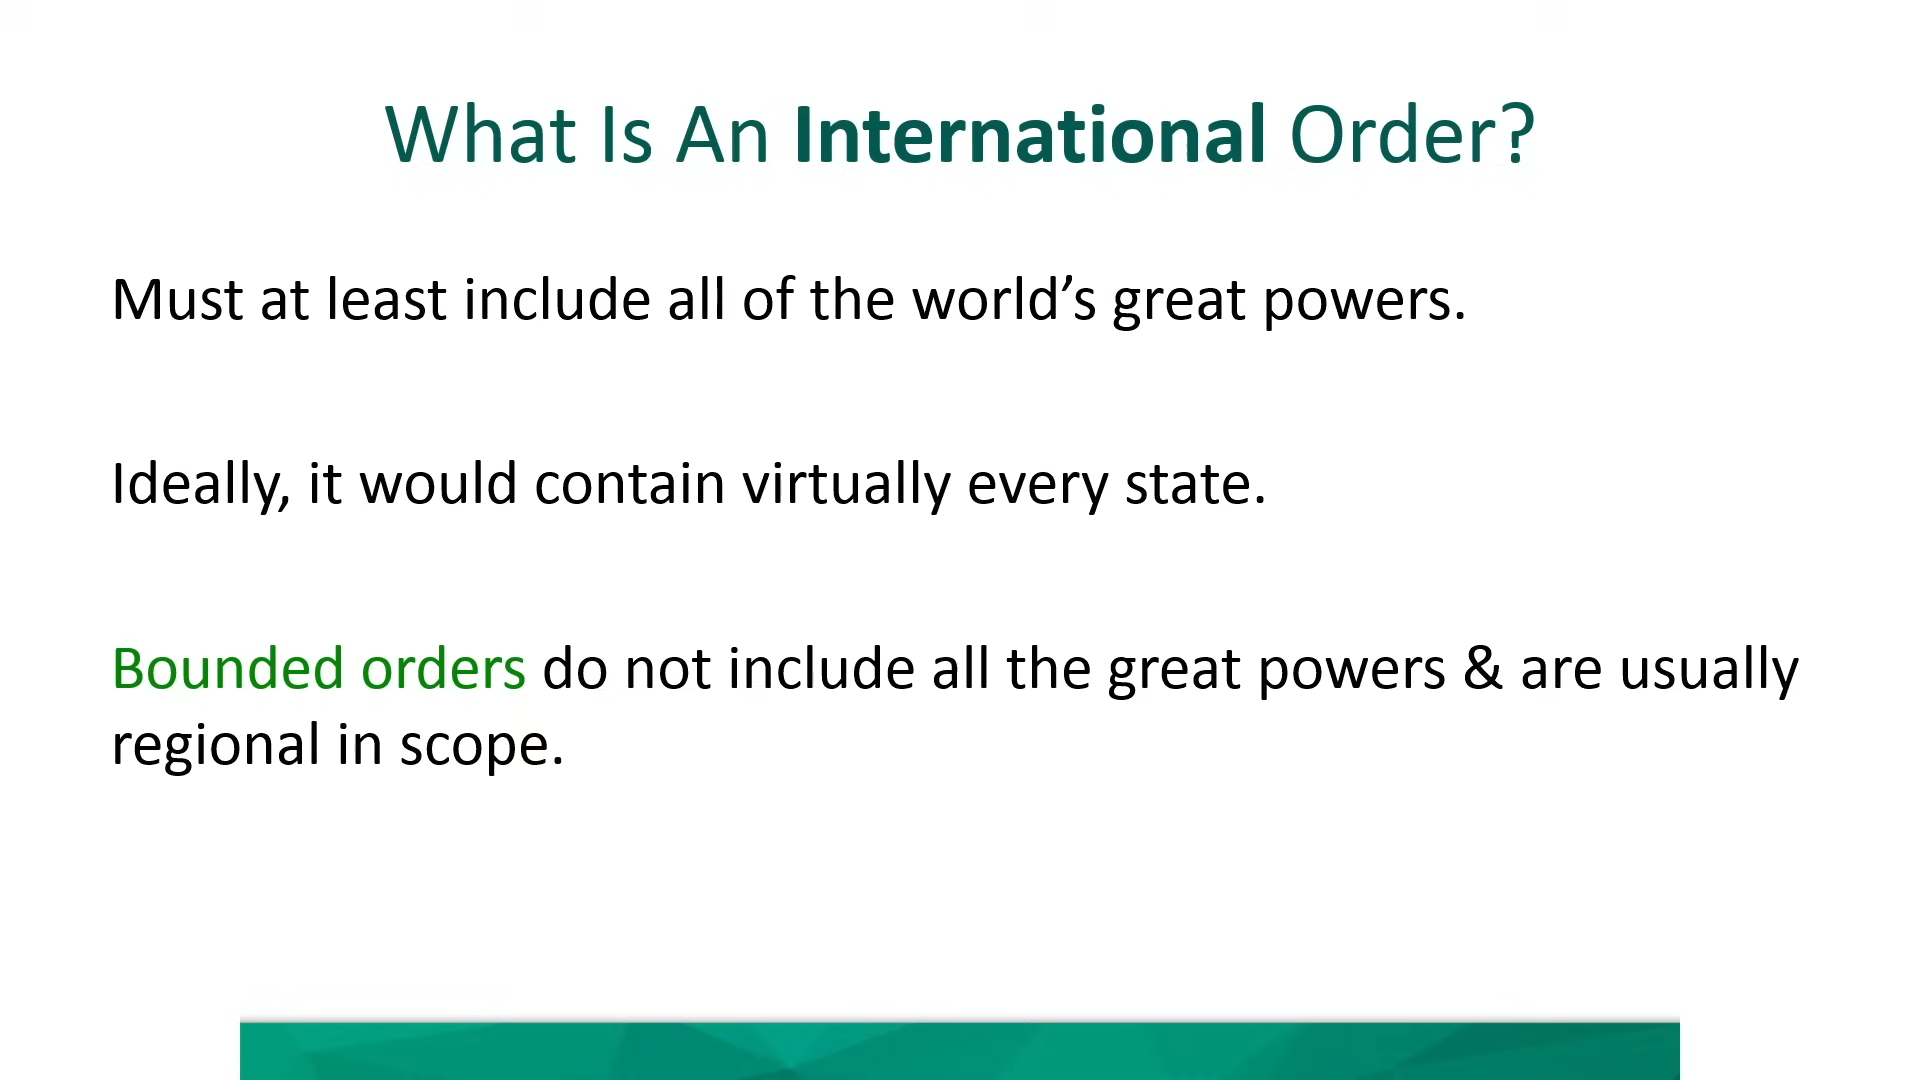 What Is An International Order?
Must at least include all of the world’s great powers.
Ideally, it would contain virtually every state.
Bounded orders do not include all the great powers & are usually
regional in scope.